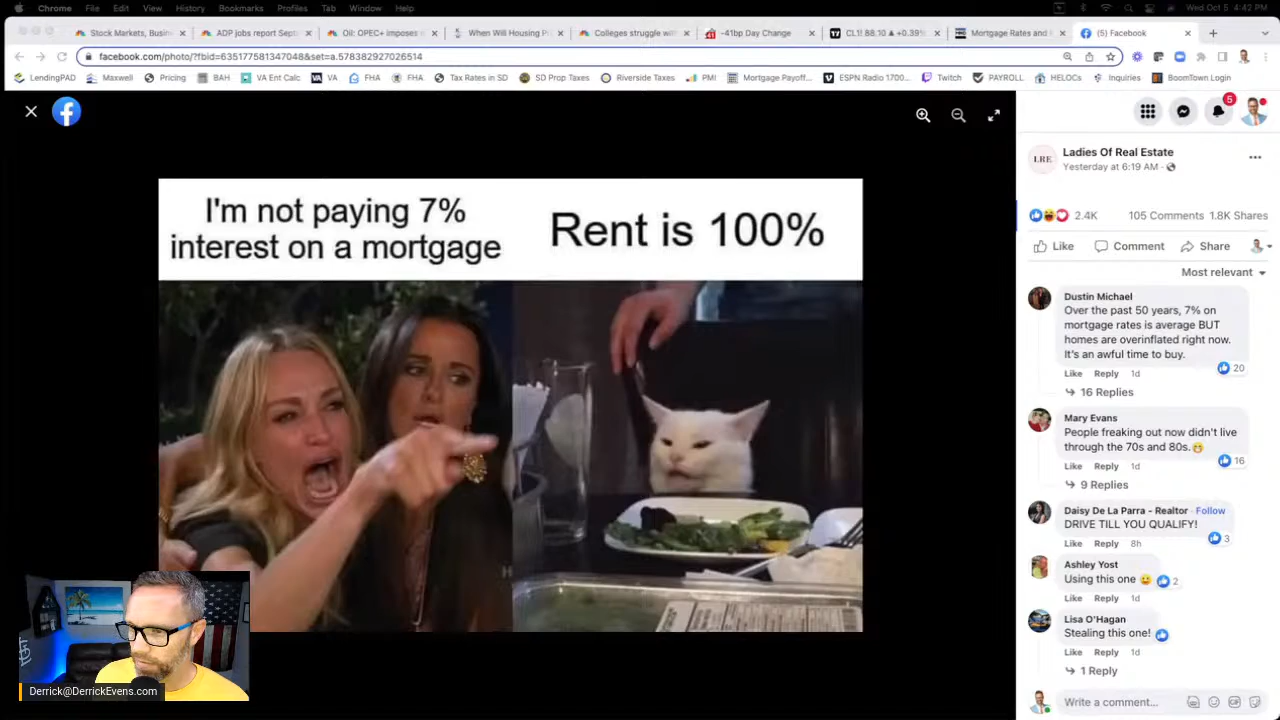 Chrome File Edit View History Bookmarks Profiles Tab Window Help
Wed Oct 5 4:42 PM
Stock Markets, Busin
ADP jobs report Sept
Oil: OPEC+ imposes
When Will Housing P
Colleges struggle with
-41bp Day Change
CL1! 88.10 ▲ +0.39%
Mortgage Rates and
(5) Facebook
facebook.com/photo/?fbid=635177581347048&set=a.578382927026514
LendingPAD Maxwell Pricing BAH VA Ent Calc VA FHA FHA Tax Rates in SD SD Prop Taxes Riverside Taxes PMI Mortgage Payoff... ESPN Radio 1700... Twitch PAYROLL HELOCs Inquiries BoomTown Login
5
I'm not paying 7%
interest on a mortgage
Rent is 100%
Derrick@DerrickEvens.com
LRE
Ladies Of Real Estate
Yesterday at 6:19 AM ·
2.4K 105 Comments 1.8K Shares
Like Comment Share
Most relevant
Dustin Michael
Over the past 50 years, 7% on
mortgage rates is average BUT
homes are overinflated right now.
It's an awful time to buy.
20
Like Reply 1d
16 Replies
Mary Evans
People freaking out now didn't live
through the 70s and 80s.
16
Like Reply 1d
9 Replies
Daisy De La Parra - Realtor · Follow
DRIVE TILL YOU QUALIFY!
3
Like Reply 8h
Ashley Yost
Using this one
2
Like Reply 1d
Lisa O'Hagan
Stealing this one!
Like Reply 1d
1 Reply
Write a comment...